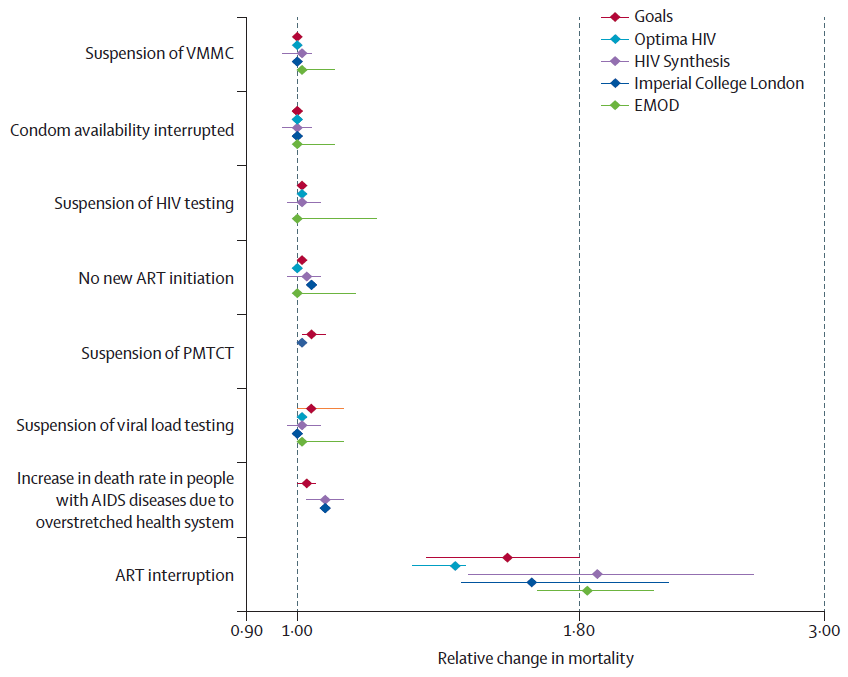 Goals
Optima HIV
HIV Synthesis
Imperial College London
EMOD
Suspension of VMMC
Condom availability interrupted
Suspension of HIV testing
No new ART initiation
Suspension of PMTCT
Suspension of viral load testing
Increase in death rate in people
with AIDS diseases due to
overstretched health system
ART interruption
0·90
1·00
1·80
3·00
Relative change in mortality